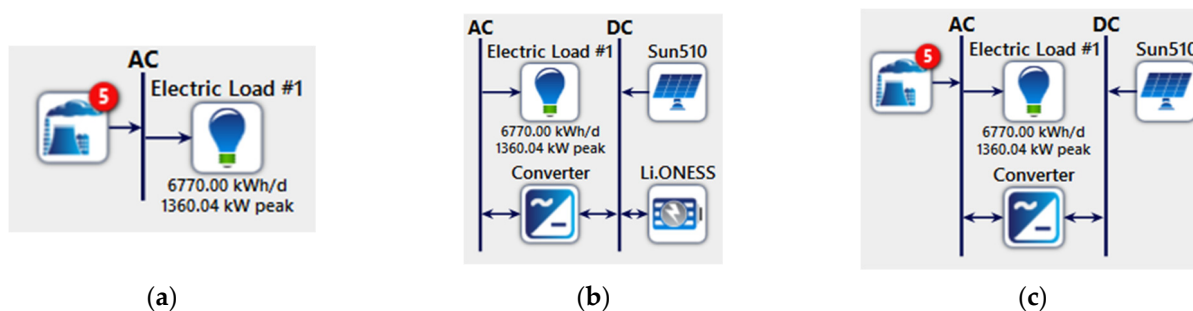 AC
5
Electric Load #1
6770.00 kWh/d
1360.04 kW peak
(a)
AC DC
Electric Load #1 Sun510
6770.00 kWh/d
1360.04 kW peak
Converter Li.ONESS
(b)
AC DC
5
Electric Load #1 Sun510
6770.00 kWh/d
1360.04 kW peak
Converter
(c)